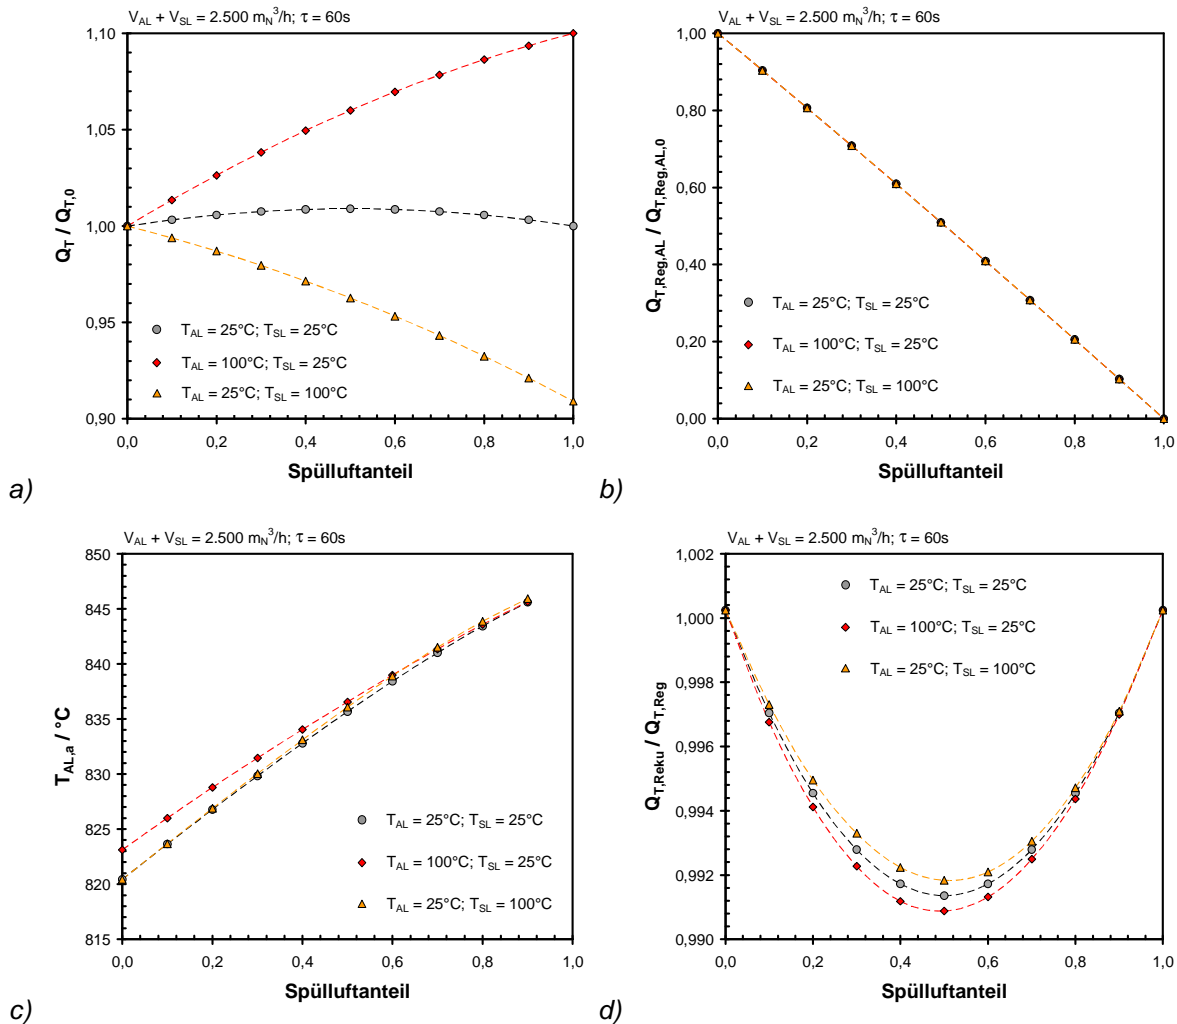 V_AL + V_SL = 2.500 m_N³/h; τ = 60s
1,10
1,05
1,00
0,95
0,90
Q_T / Q_T,0
T_AL = 25°C; T_SL = 25°C
T_AL = 100°C; T_SL = 25°C
T_AL = 25°C; T_SL = 100°C
0,0 0,2 0,4 0,6 0,8 1,0
Spülluftanteil
a)
V_AL + V_SL = 2.500 m_N³/h; τ = 60s
1,00
0,80
0,60
0,40
0,20
0,00
Q_T,Reg,AL / Q_T,Reg,AL,0
T_AL = 25°C; T_SL = 25°C
T_AL = 100°C; T_SL = 25°C
T_AL = 25°C; T_SL = 100°C
0,0 0,2 0,4 0,6 0,8 1,0
Spülluftanteil
b)
V_AL + V_SL = 2.500 m_N³/h; τ = 60s
850
845
840
835
830
825
820
815
T_AL,a / °C
T_AL = 25°C; T_SL = 25°C
T_AL = 100°C; T_SL = 25°C
T_AL = 25°C; T_SL = 100°C
0,0 0,2 0,4 0,6 0,8 1,0
Spülluftanteil
c)
V_AL + V_SL = 2.500 m_N³/h; τ = 60s
1,002
1,000
0,998
0,996
0,994
0,992
0,990
Q_T,Reku / Q_T,Reg
T_AL = 25°C; T_SL = 25°C
T_AL = 100°C; T_SL = 25°C
T_AL = 25°C; T_SL = 100°C
0,0 0,2 0,4 0,6 0,8 1,0
Spülluftanteil
d)